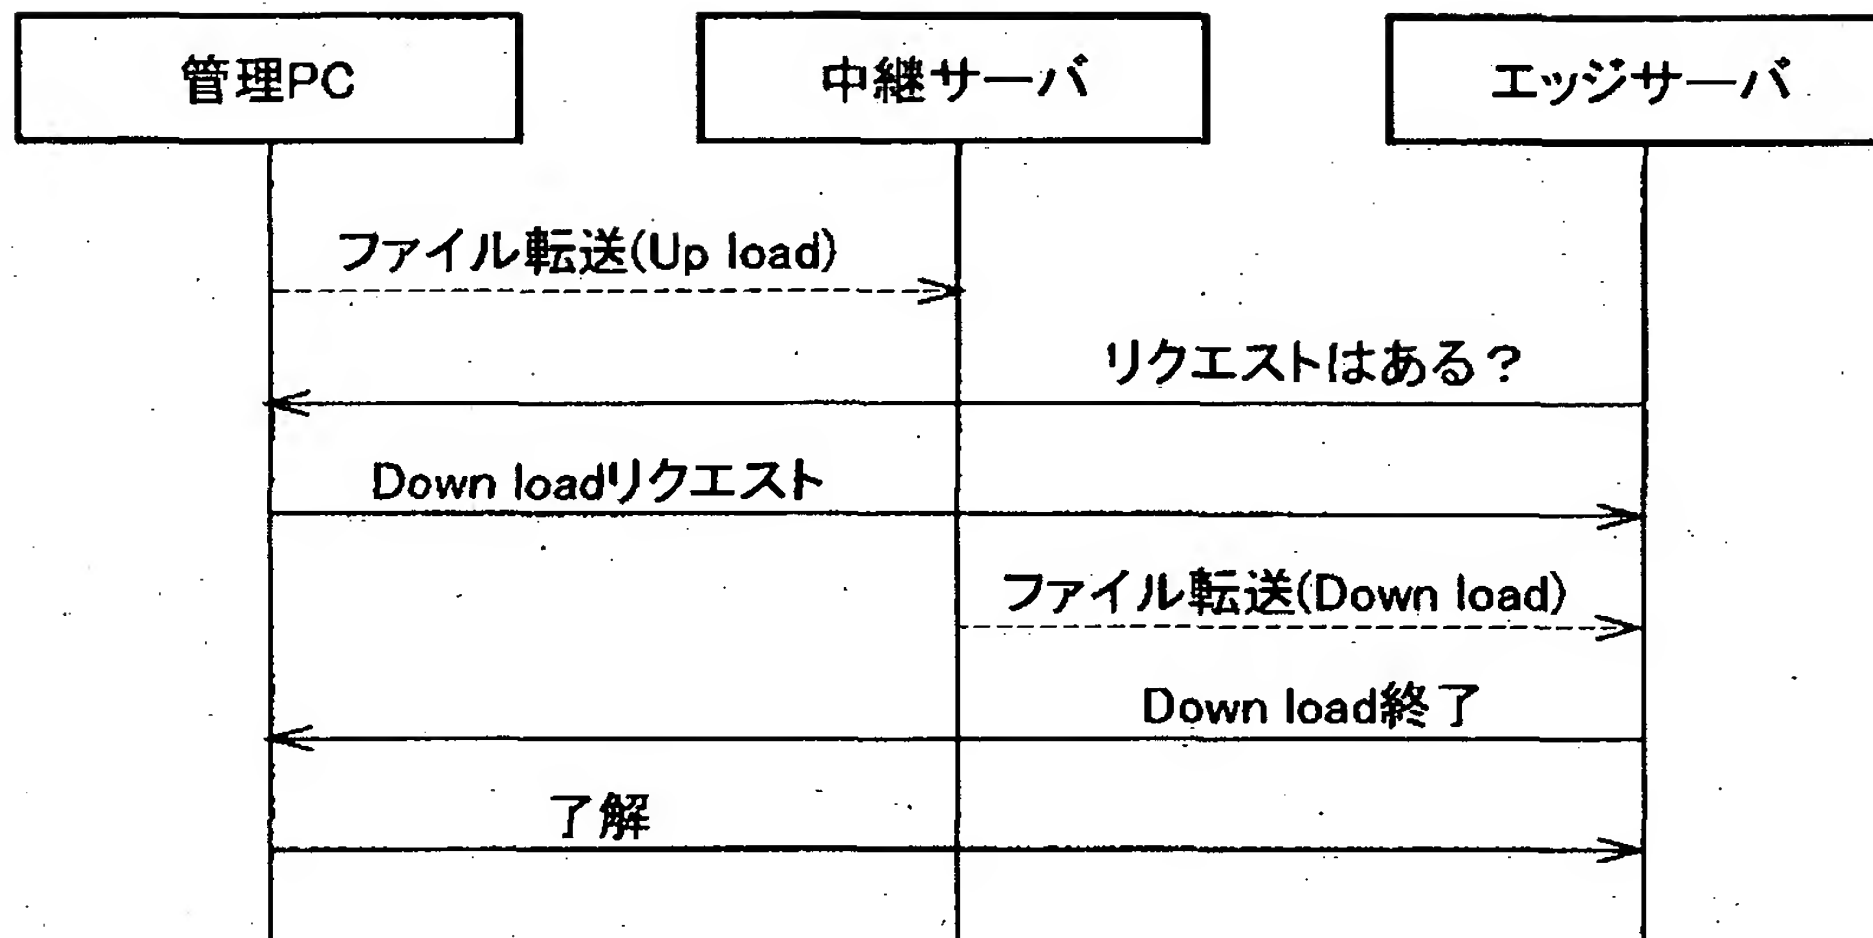 管理PC
中継サーバ
エッジサーバ
ファイル転送(Up load)
リクエストはある？
Down loadリクエスト
ファイル転送(Down load)
Down load終了
了解